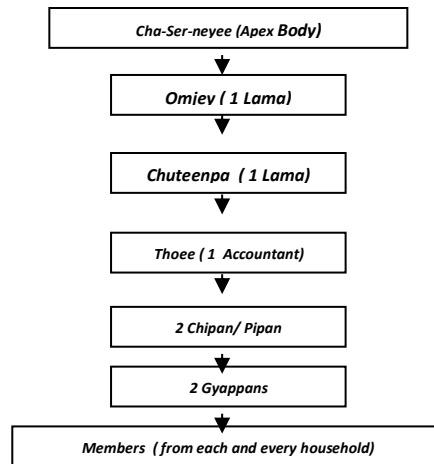 Cha-Ser-neyee (Apex Body)
Omjey ( 1 Lama)
Chuteenpa ( 1 Lama)
Thoee ( 1 Accountant)
2 Chipan/ Pipan
2 Gyappans
Members ( from each and every household)